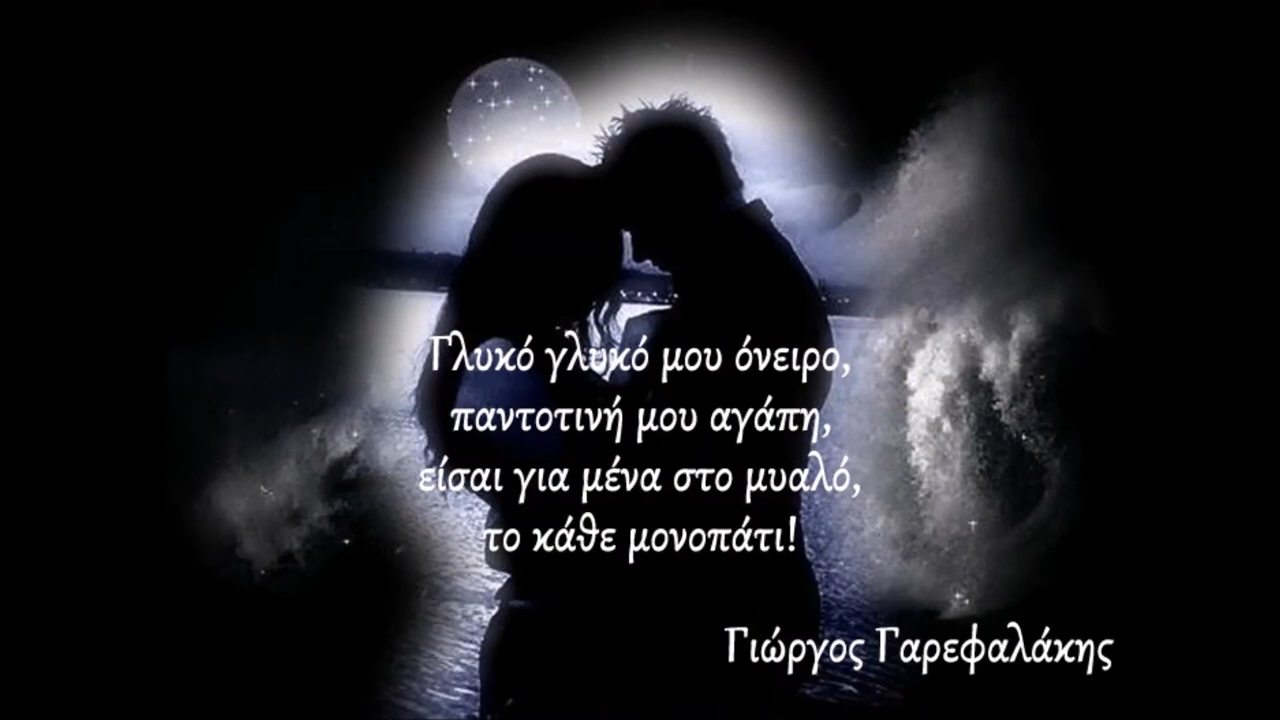 Γλυκό γλυκό μου όνειρο,
παντοτινή μου αγάπη,
είσαι για μένα στο μυαλό,
το κάθε μονοπάτι!
Γιώργος Γαρεφαλάκης